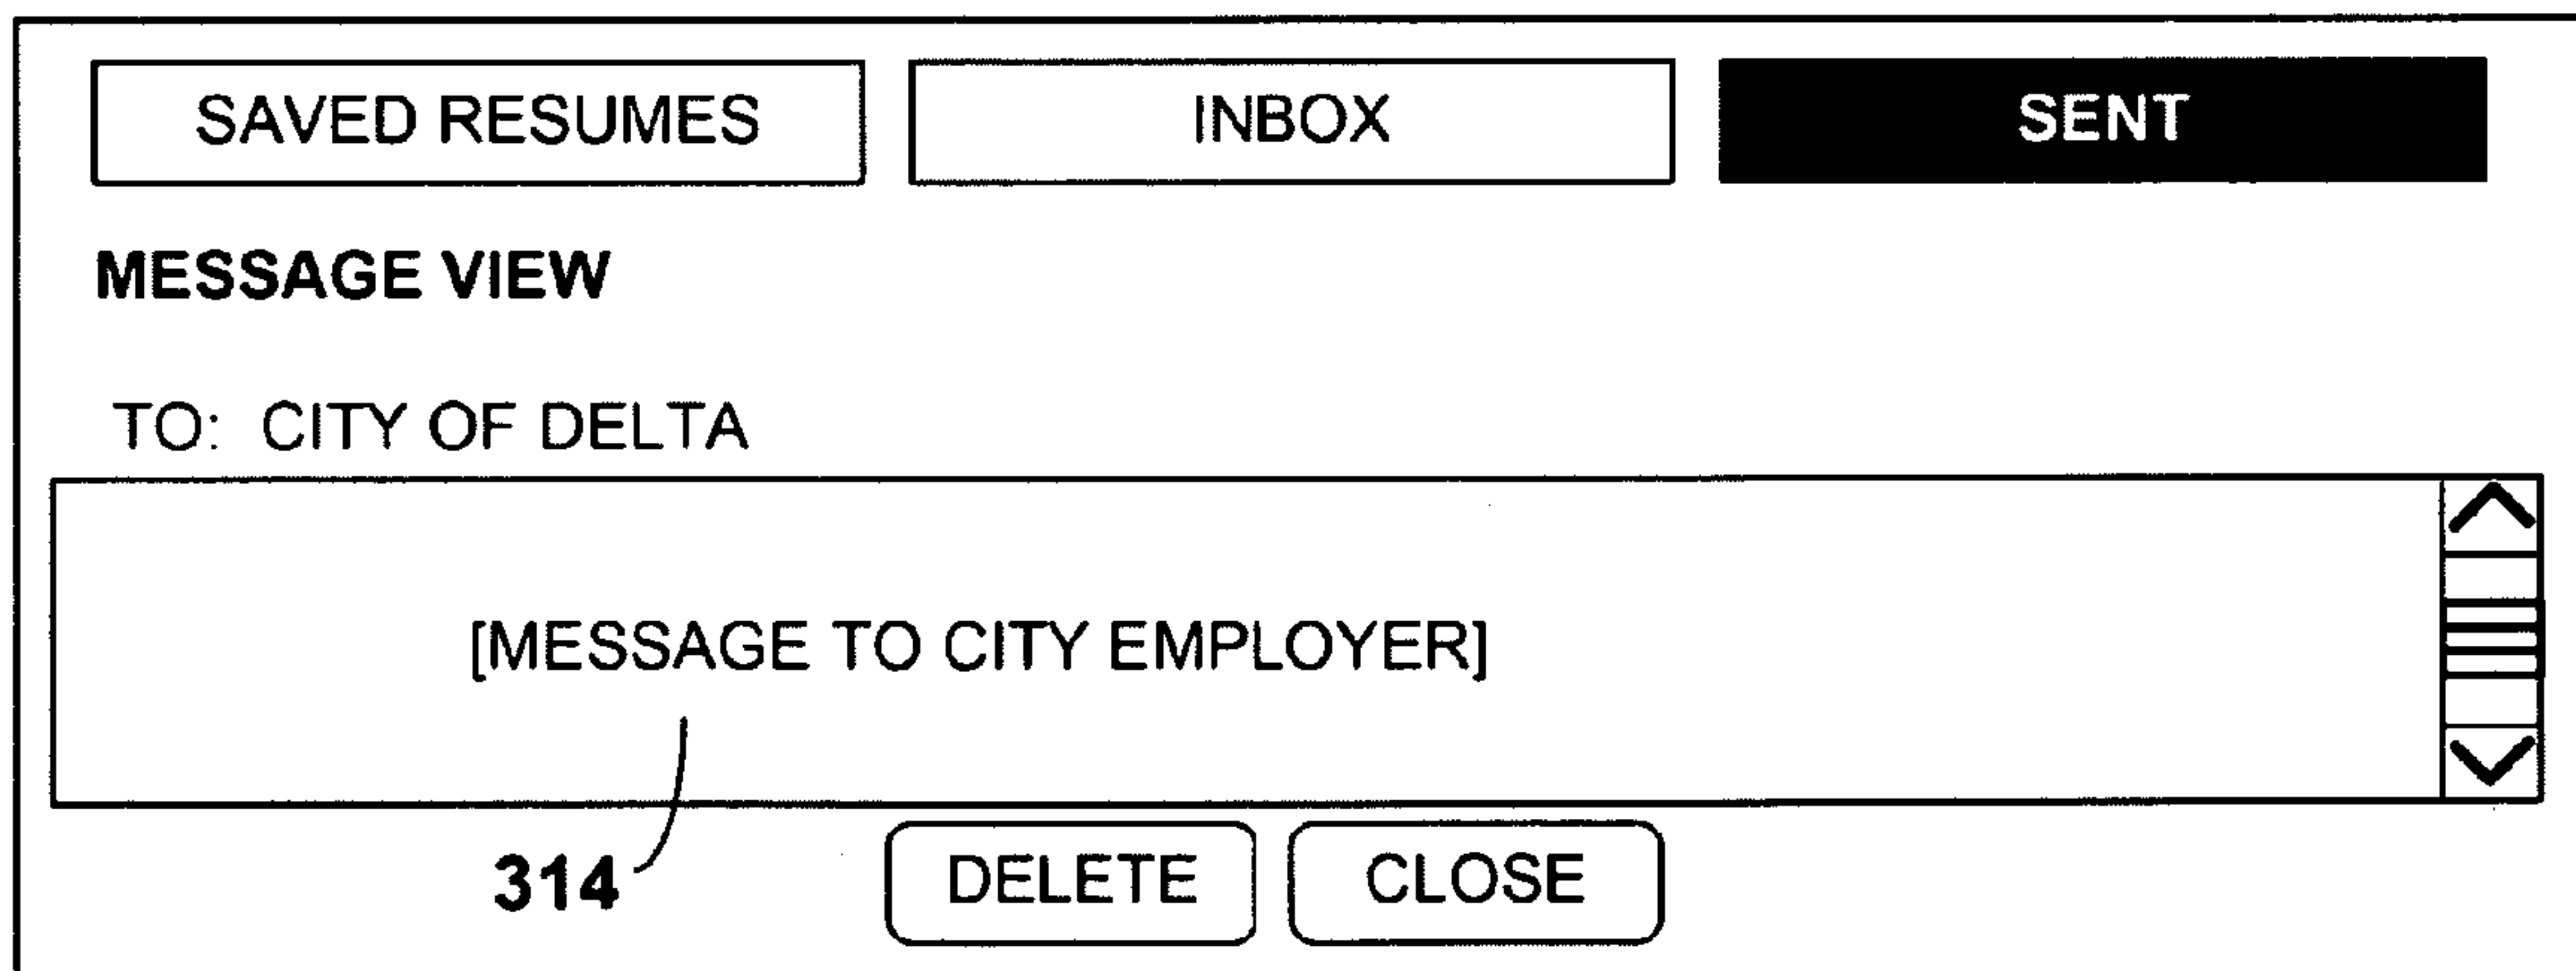 SAVED RESUMES INBOX SENT
MESSAGE VIEW
TO: CITY OF DELTA
[MESSAGE TO CITY EMPLOYER]
314 DELETE CLOSE